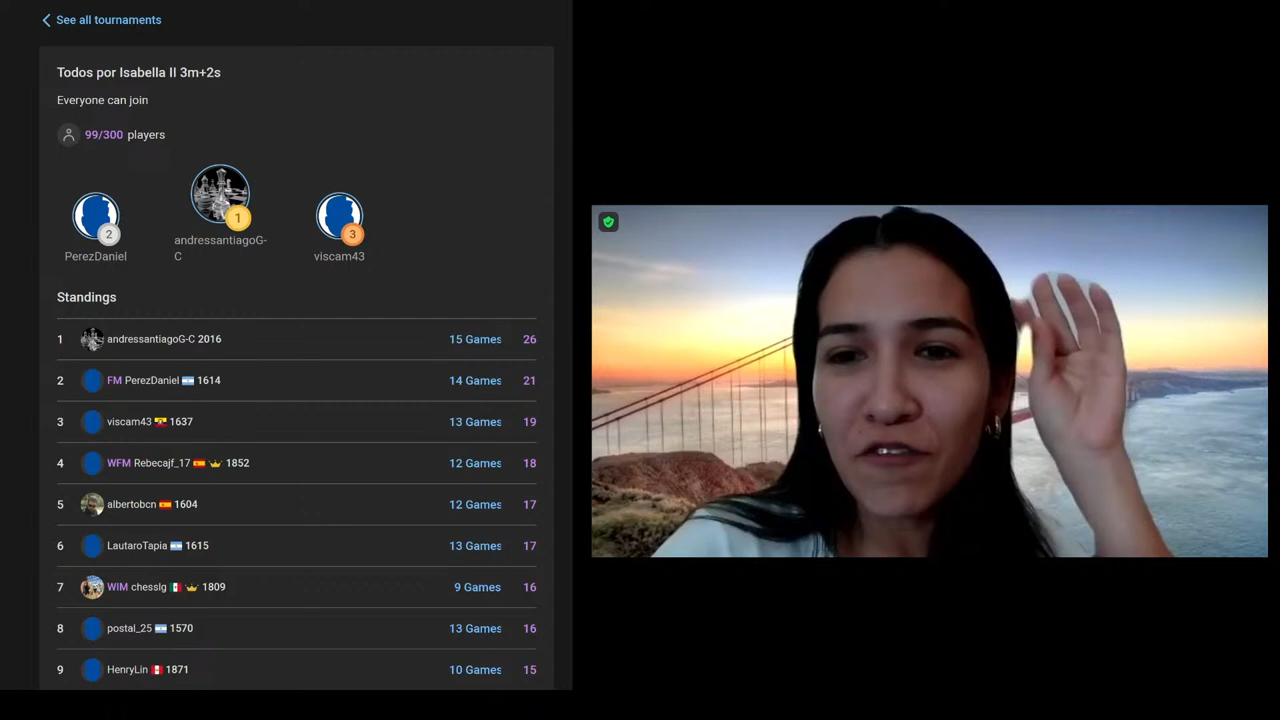 See all tournaments
Todos por Isabella II 3m+2s
Everyone can join
99/300 players
1
2
3
andressantiagoG-
C
PerezDaniel
viscam43
Standings
1 andressantiagoG-C 2016 15 Games 26
2 FM PerezDaniel 1614 14 Games 21
3 viscam43 1637 13 Games 19
4 WFM Rebecajf_17 1852 12 Games 18
5 albertobcn 1604 12 Games 17
6 LautaroTapia 1615 13 Games 17
7 WIM chesslg 1809 9 Games 16
8 postal_25 1570 13 Games 16
9 HenryLin 1871 10 Games 15